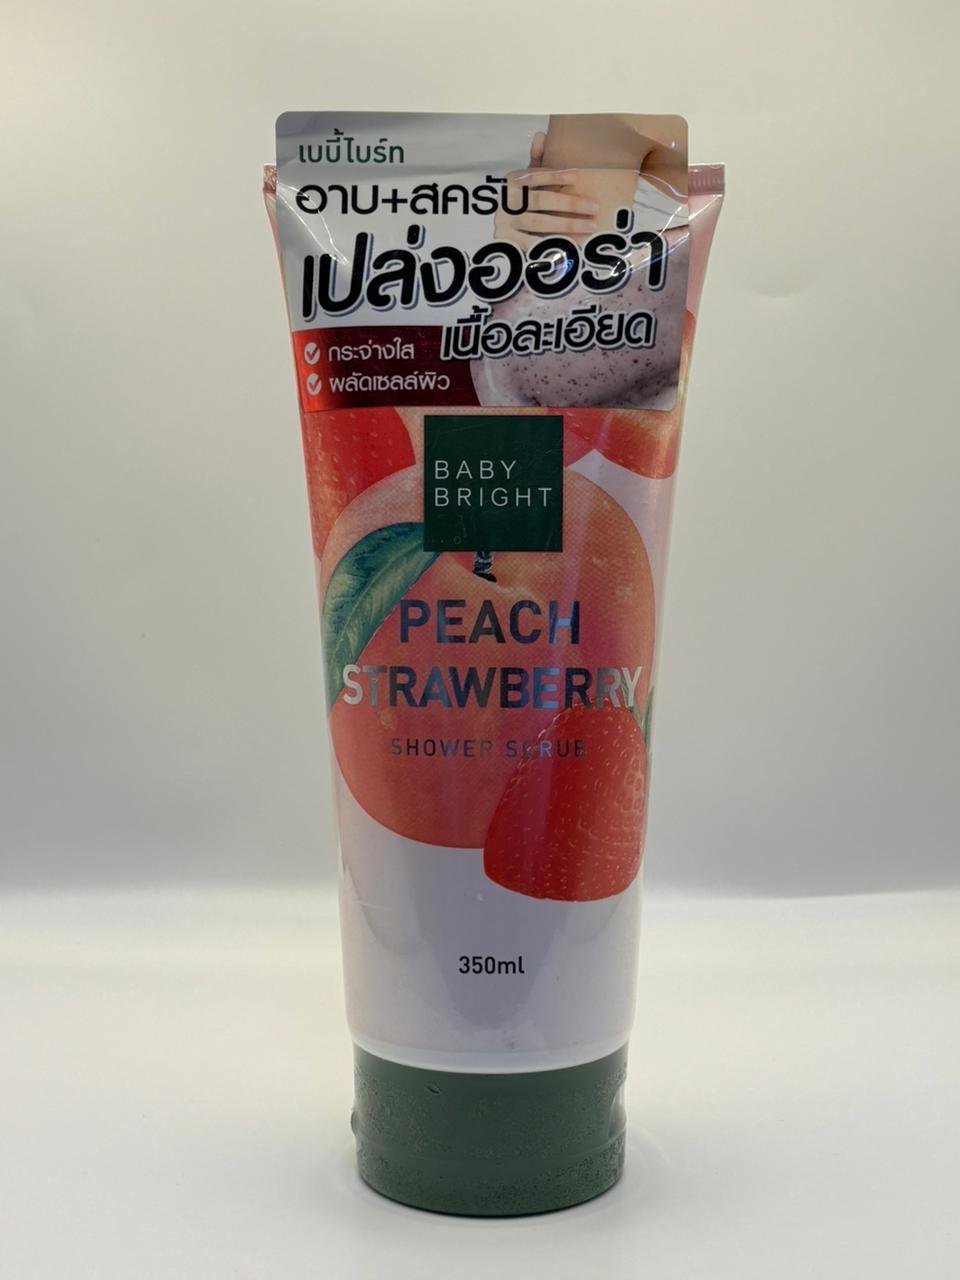 เบบี้ไบร์ท
อาบ+สครับ
เปล่งออร่า
เนื้อละเอียด
กระจ่างใส
ผลัดเซลล์ผิว
BABY
BRIGHT
PEACH
STRAWBERRY
SHOWER SCRUB
350ml